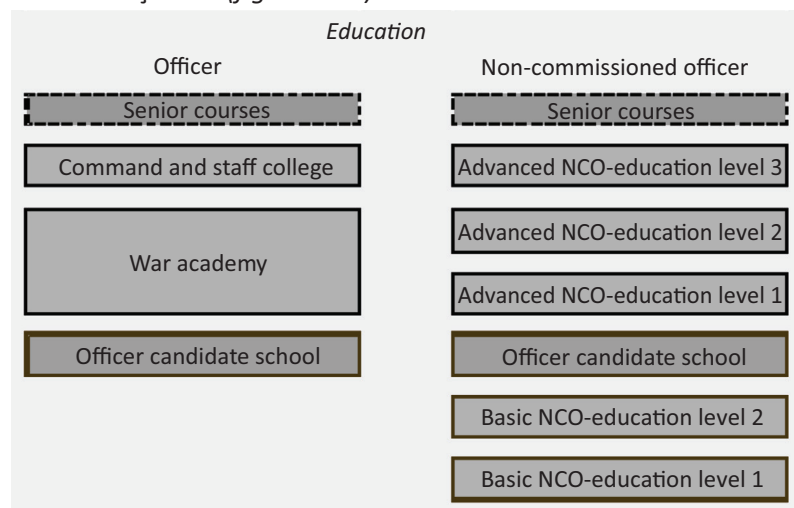 Education
Officer
Non-commissioned officer
Senior courses
Senior courses
Command and staff college
Advanced NCO-education level 3
War academy
Advanced NCO-education level 2
Advanced NCO-education level 1
Officer candidate school
Officer candidate school
Basic NCO-education level 2
Basic NCO-education level 1